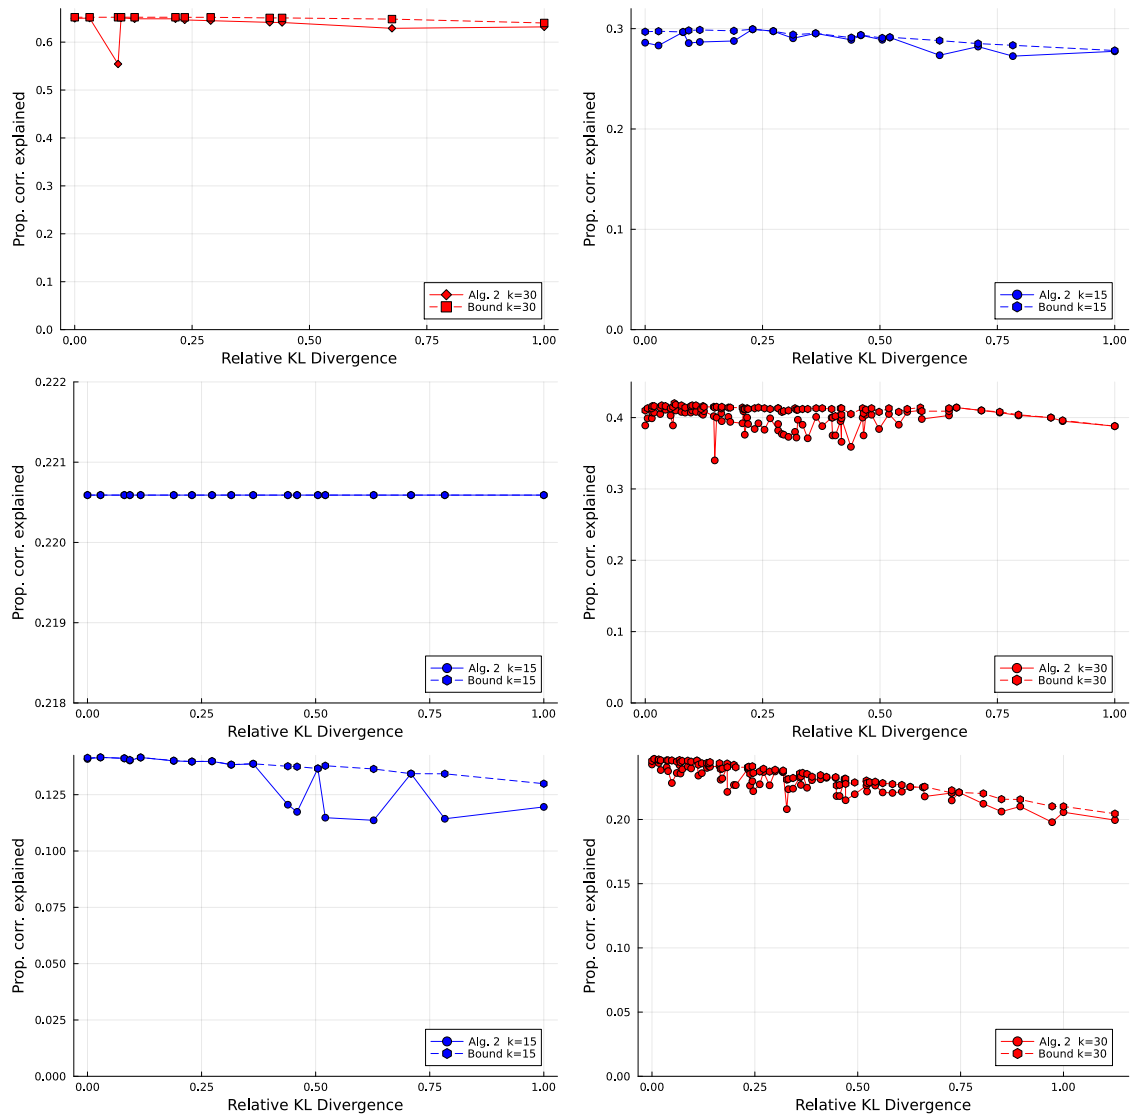 Prop. corr. explained
0.6
0.5
0.4
0.3
0.2
0.1
0.0
0.00
0.25
0.50
0.75
1.00
Relative KL Divergence
Alg. 2 k=30
Bound k=30
Prop. corr. explained
0.3
0.2
0.1
0.0
0.00
0.25
0.50
0.75
1.00
Relative KL Divergence
Alg. 2 k=15
Bound k=15
Prop. corr. explained
0.222
0.221
0.220
0.219
0.218
0.00
0.25
0.50
0.75
1.00
Relative KL Divergence
Alg. 2 k=15
Bound k=15
Prop. corr. explained
0.4
0.3
0.2
0.1
0.0
0.00
0.25
0.50
0.75
1.00
Relative KL Divergence
Alg. 2 k=30
Bound k=30
Prop. corr. explained
0.125
0.100
0.075
0.050
0.025
0.000
0.00
0.25
0.50
0.75
1.00
Relative KL Divergence
Alg. 2 k=15
Bound k=15
Prop. corr. explained
0.20
0.15
0.10
0.05
0.00
0.00
0.25
0.50
0.75
1.00
Relative KL Divergence
Alg. 2 k=30
Bound k=30